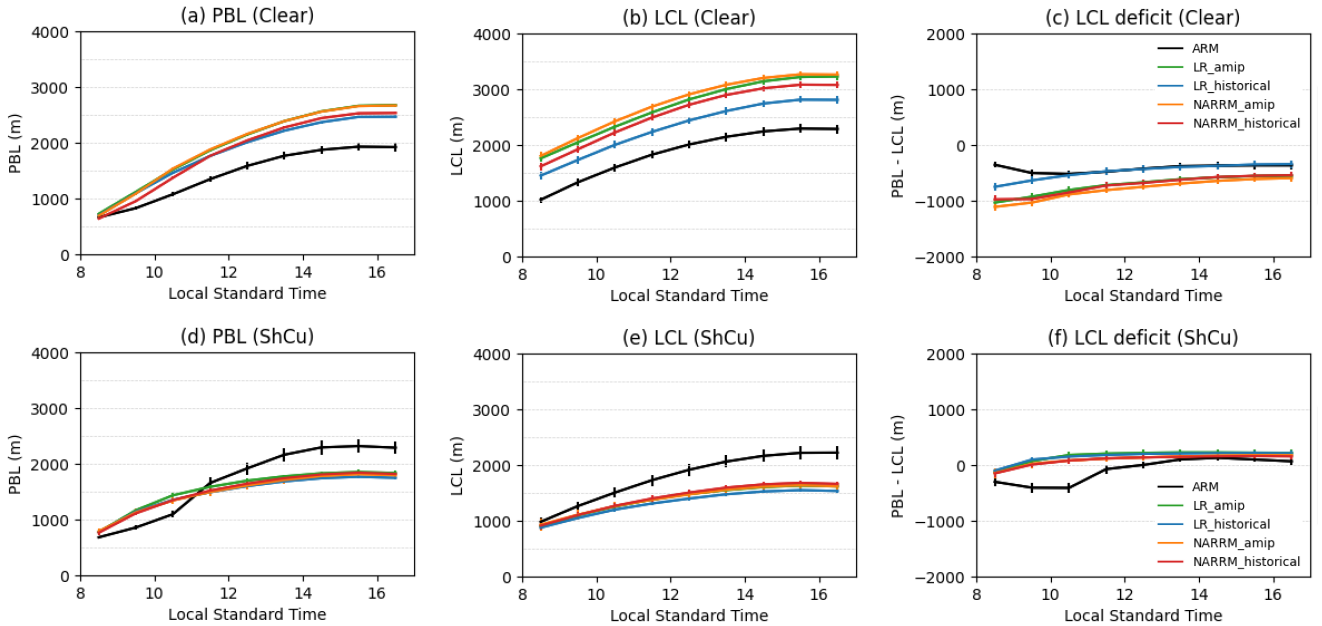 (a) PBL (Clear)
PBL (m)
4000
3000
2000
1000
0
8 10 12 14 16
Local Standard Time
(b) LCL (Clear)
LCL (m)
4000
3000
2000
1000
0
8 10 12 14 16
Local Standard Time
(c) LCL deficit (Clear)
PBL - LCL (m)
2000
1000
0
−1000
−2000
ARM
LR_amip
LR_historical
NARRM_amip
NARRM_historical
8 10 12 14 16
Local Standard Time
(d) PBL (ShCu)
PBL (m)
4000
3000
2000
1000
0
8 10 12 14 16
Local Standard Time
(e) LCL (ShCu)
LCL (m)
4000
3000
2000
1000
0
8 10 12 14 16
Local Standard Time
(f) LCL deficit (ShCu)
PBL - LCL (m)
2000
1000
0
−1000
−2000
ARM
LR_amip
LR_historical
NARRM_amip
NARRM_historical
8 10 12 14 16
Local Standard Time